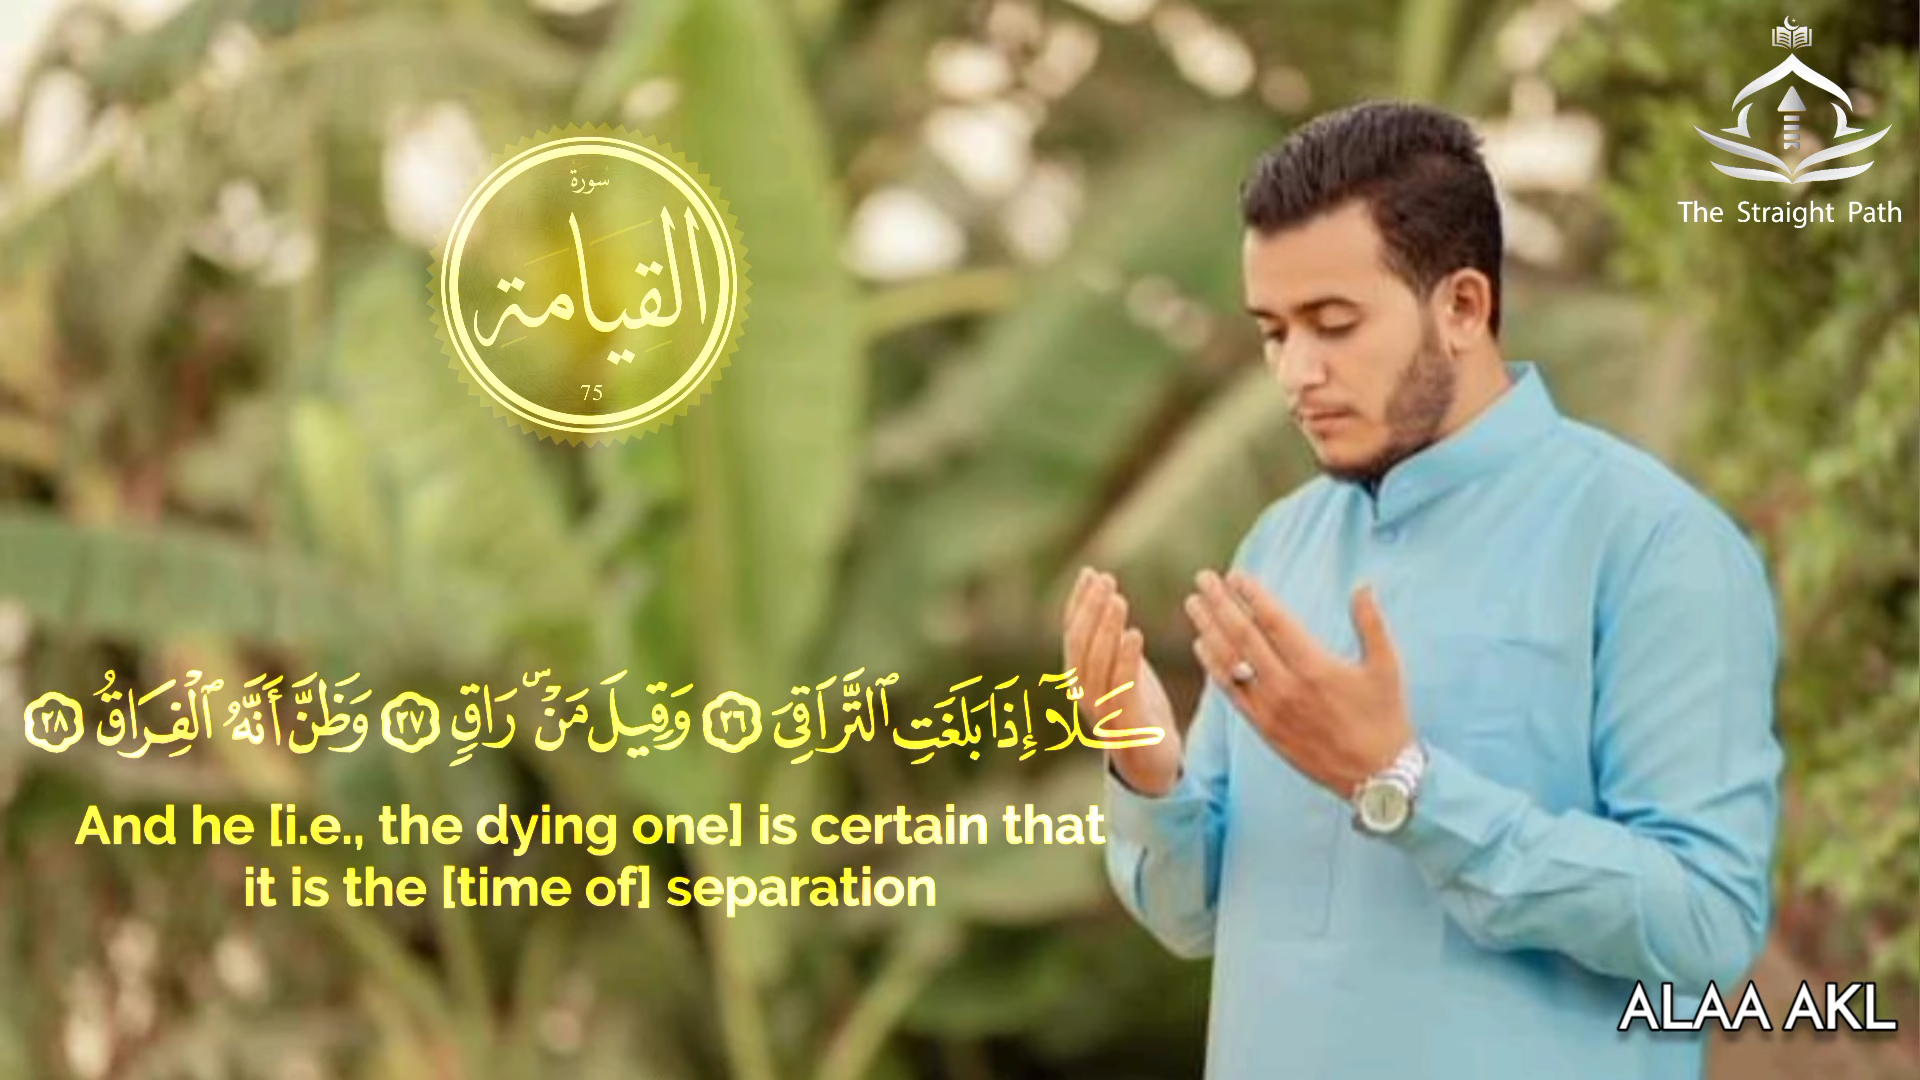 سورة
القيامة
75
The Straight Path
كَلَّآ إِذَا بَلَغَتِ ٱلتَّرَاقِىَ ٢٦ وَقِيلَ مَنْ ۜ رَاقٍ ٢٧ وَظَنَّ أَنَّهُ ٱلْفِرَاقُ ٢٨
And he [i.e., the dying one] is certain that
it is the [time of] separation
ALAA AKL